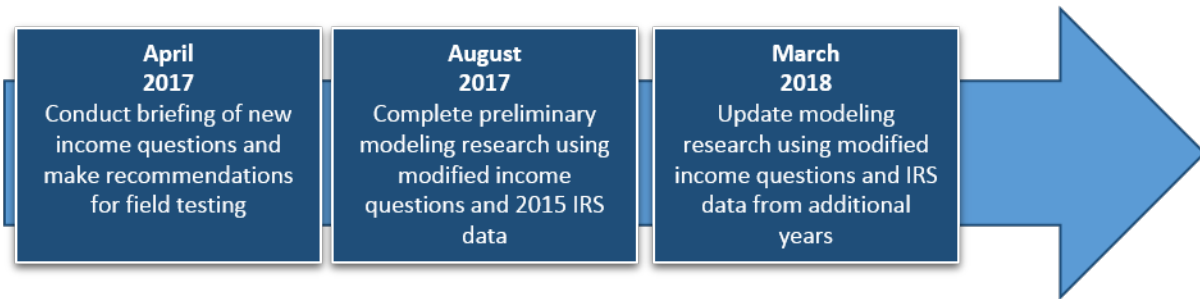 April
2017
Conduct briefing of new
income questions and
make recommendations
for field testing
August
2017
Complete preliminary
modeling research using
modified income
questions and 2015 IRS
data
March
2018
Update modeling
research using modified
income questions and IRS
data from additional
years